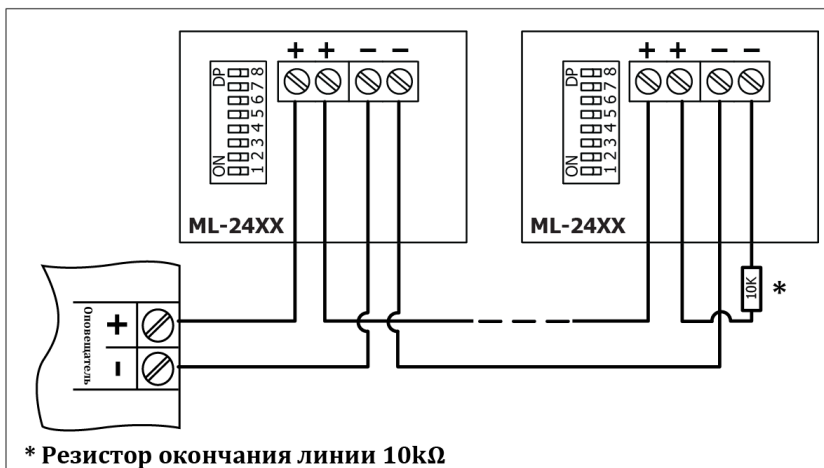 + + – –
+ + – –
ON DP
1 2 3 4 5 6 7 8
ON DP
1 2 3 4 5 6 7 8
ML-24XX
ML-24XX
10K
*
Оповещатель
+
-
* Резистор окончания линии 10kΩ